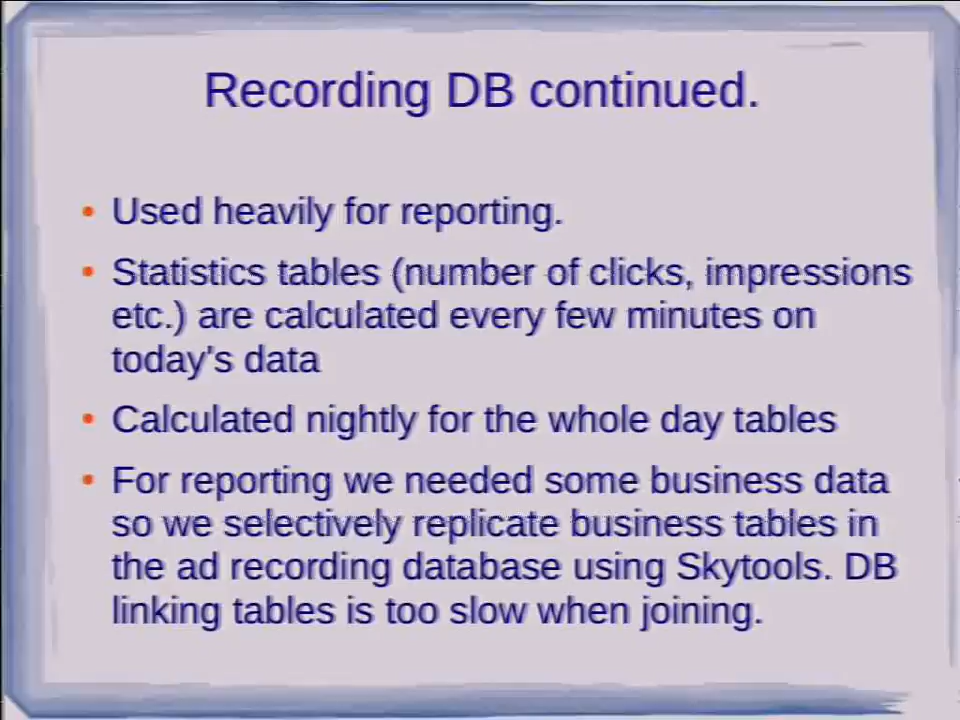 Recording DB continued.
• Used heavily for reporting.
• Statistics tables (number of clicks, impressions
etc.) are calculated every few minutes on
today's data
• Calculated nightly for the whole day tables
• For reporting we needed some business data
so we selectively replicate business tables in
the ad recording database using Skytools. DB
linking tables is too slow when joining.